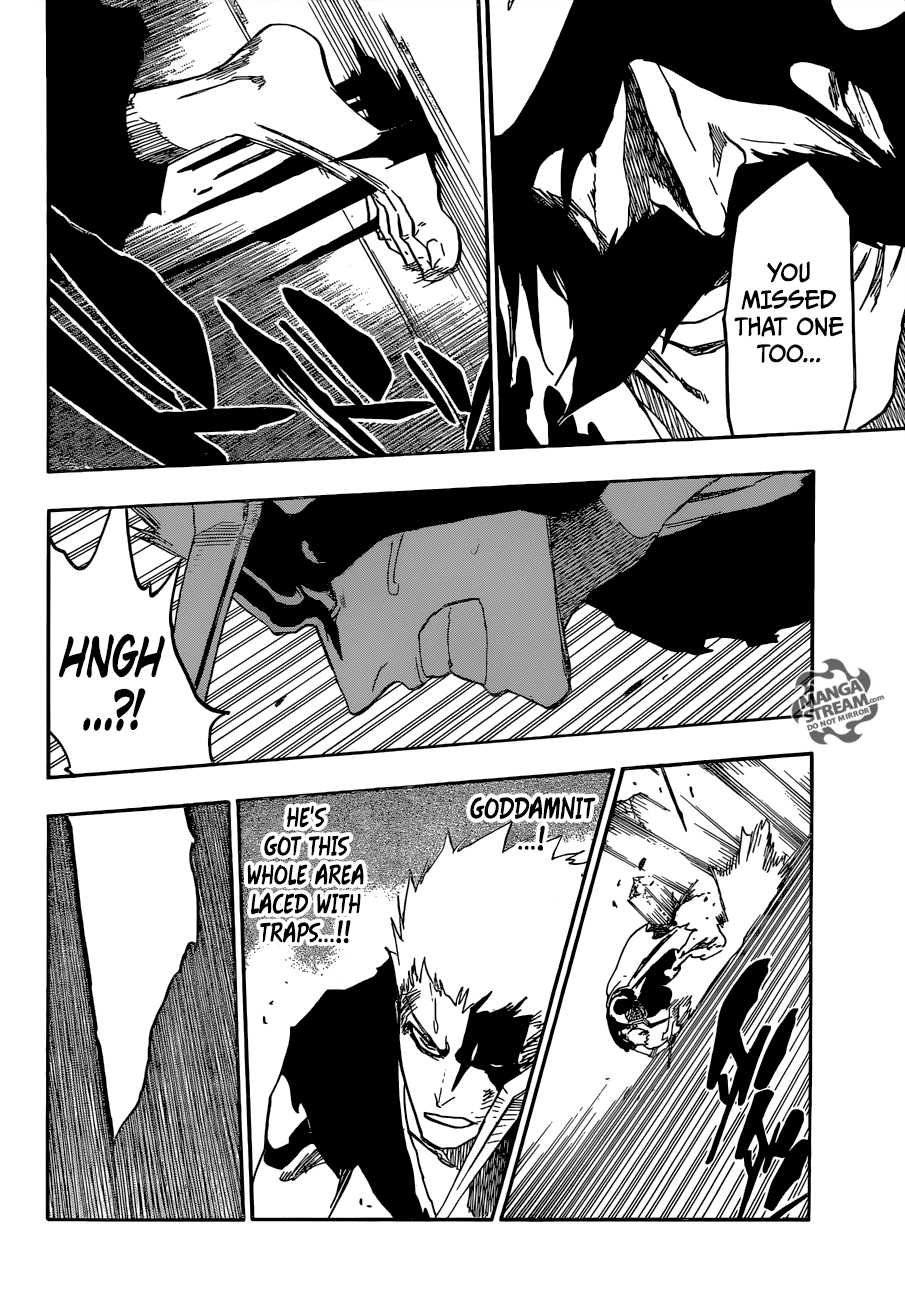 YOU
MISSED
THAT ONE
TOO...
HNGH
...?!
MANGA
STREAM.com
DO NOT MIRROR
GODDAMNIT
...!
HE'S
GOT THIS
WHOLE AREA
LACED WITH
TRAPS...!!